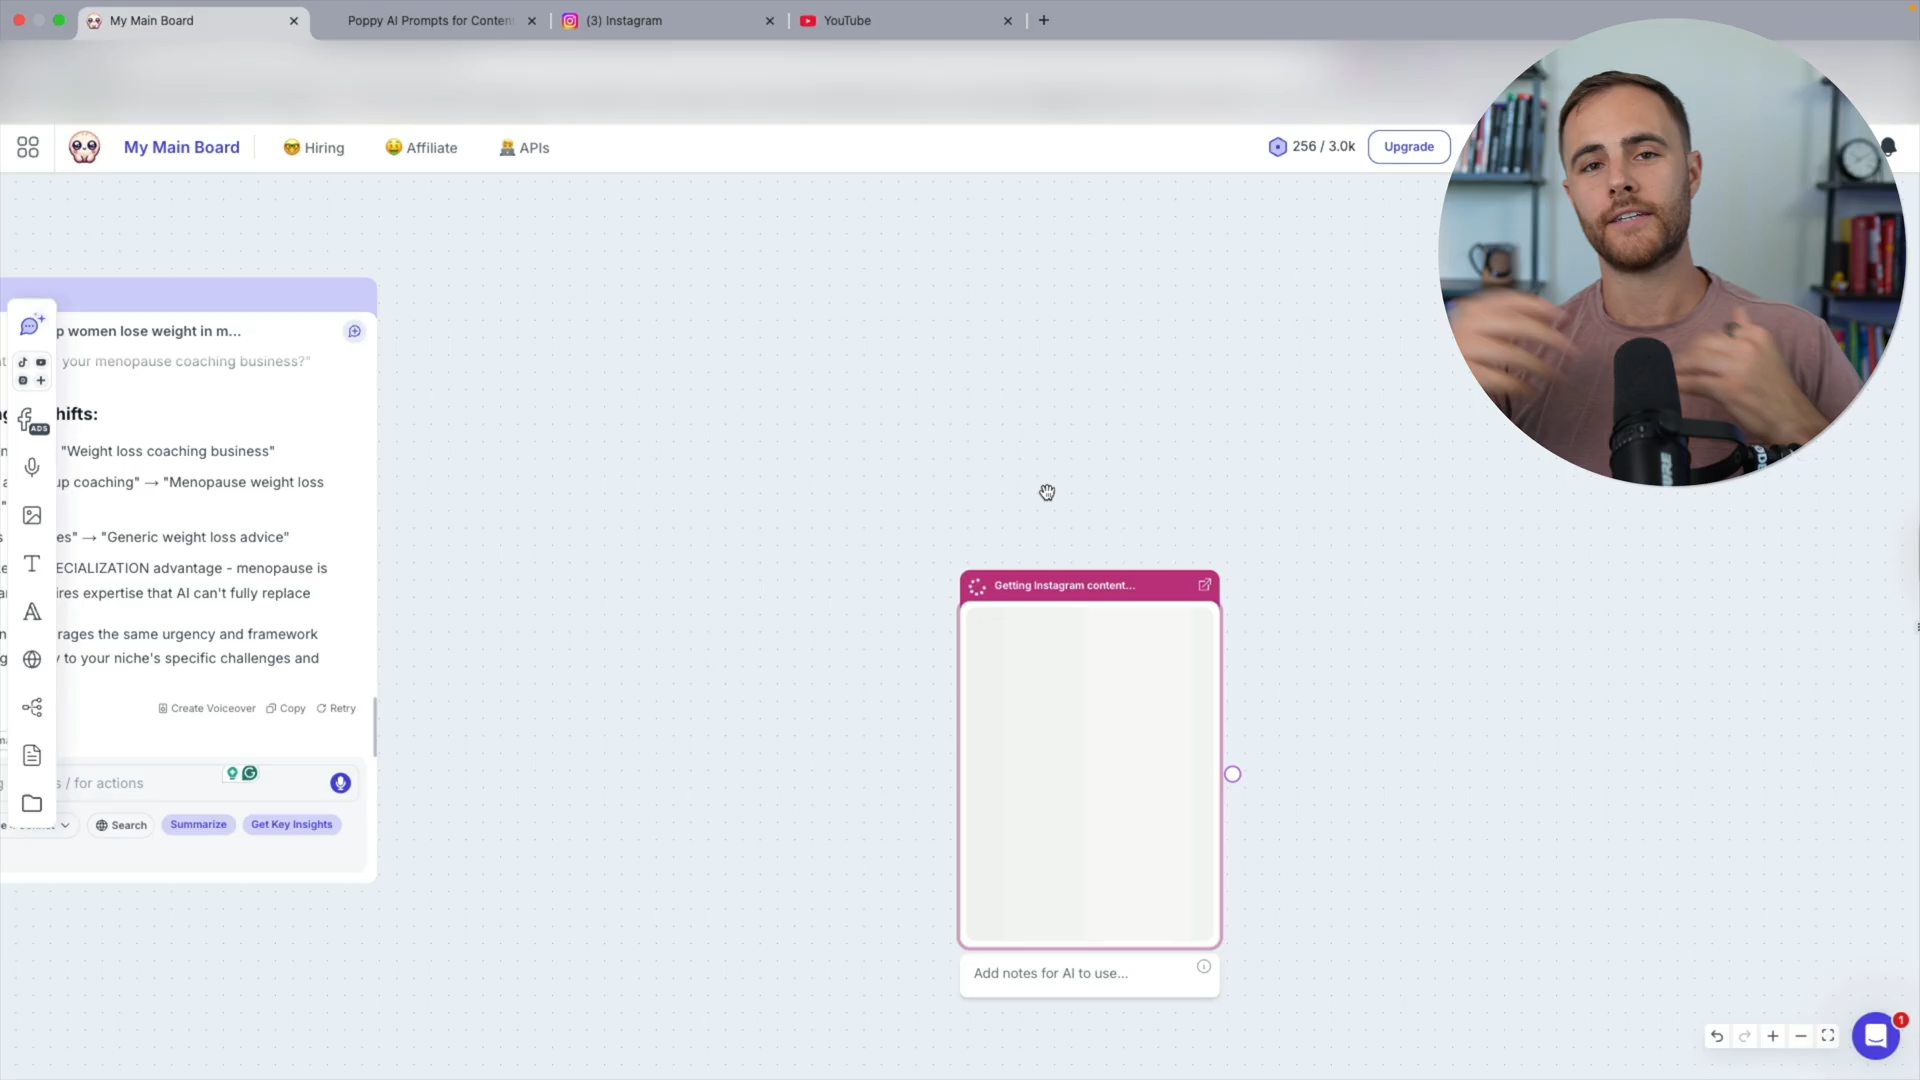 My Main Board
Poppy AI Prompts for Conten
(3) Instagram
YouTube
My Main Board
Hiring
Affiliate
APIs
256 / 3.0k
Upgrade
p women lose weight in m...
your menopause coaching business?"
hifts:
"Weight loss coaching business"
up coaching" → "Menopause weight loss
"
es" → "Generic weight loss advice"
ECIALIZATION advantage - menopause is
ires expertise that AI can't fully replace
rages the same urgency and framework
y to your niche's specific challenges and
Create Voiceover Copy Retry
s / for actions
Search
Summarize
Get Key Insights
ADS
Getting Instagram content...
Add notes for AI to use...
1